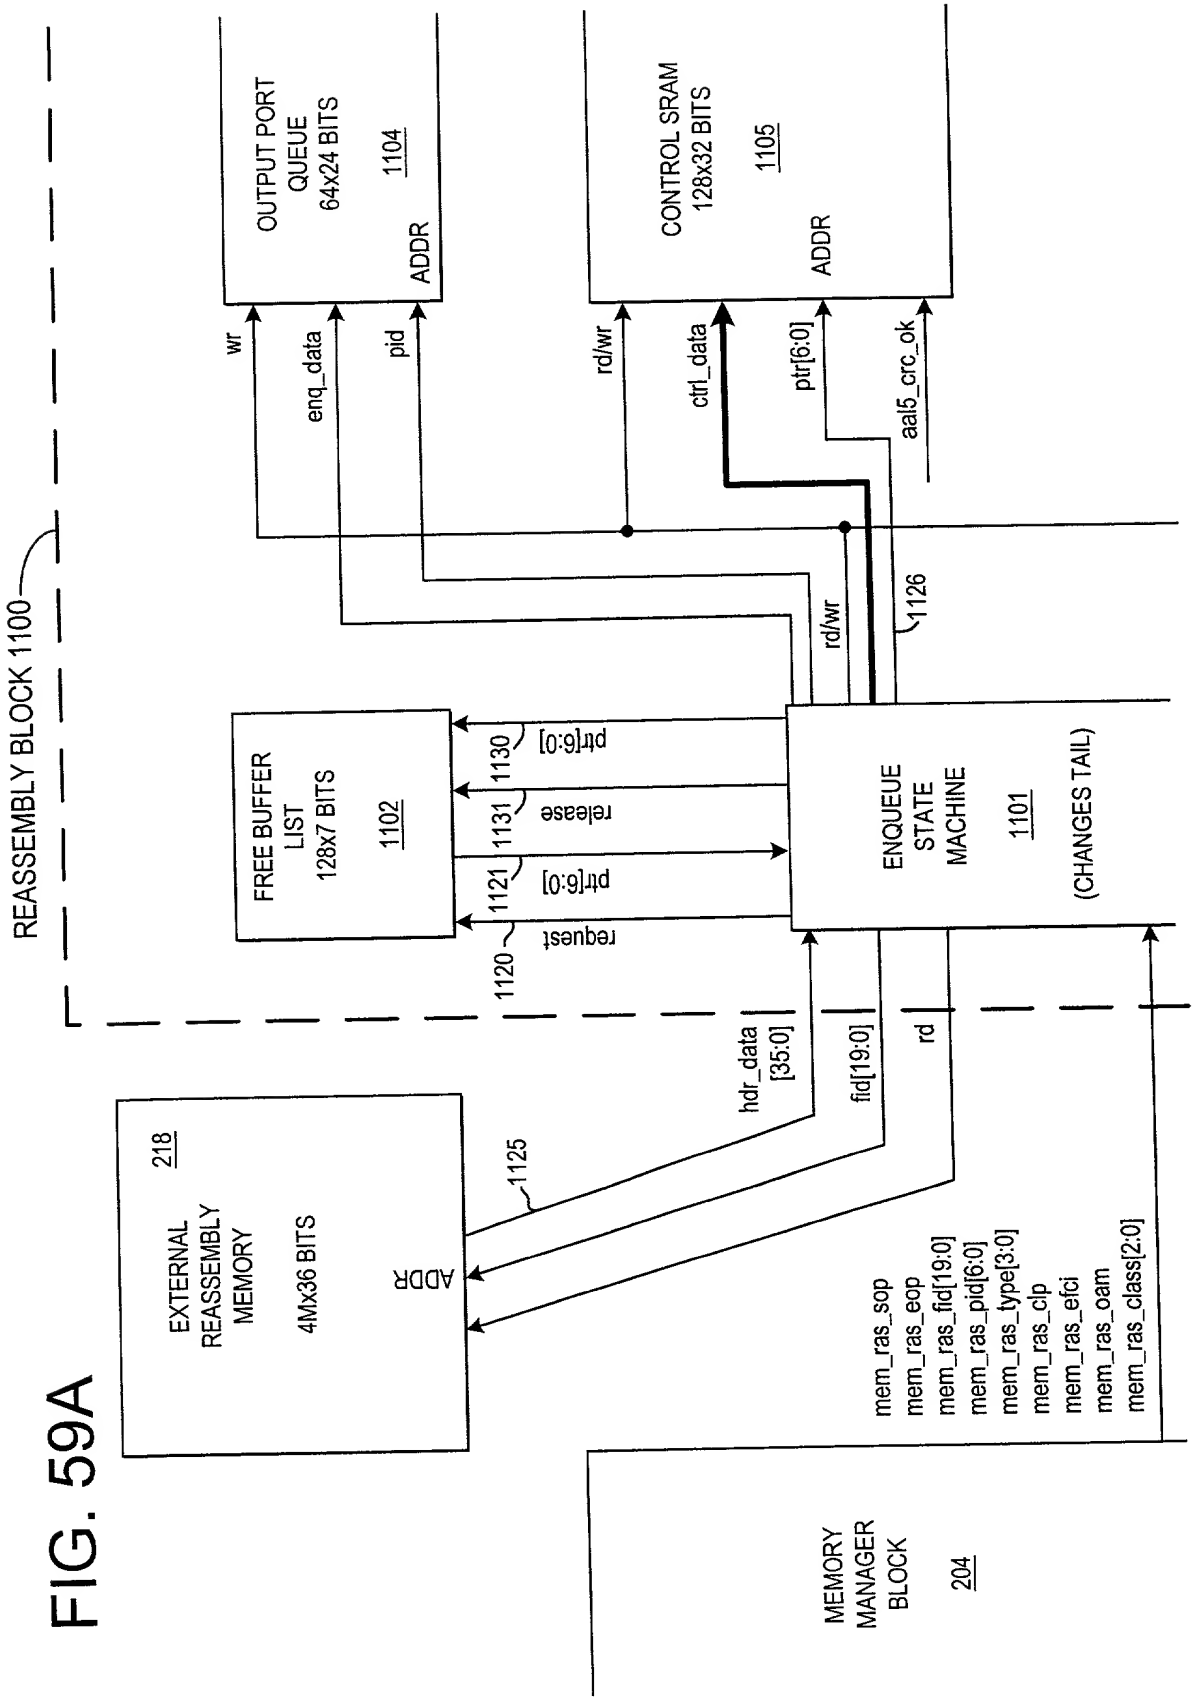 FIG. 59A
REASSEMBLY BLOCK 1100
EXTERNAL
REASSEMBLY
MEMORY
218
4Mx36 BITS
ADDR
1125
FREE BUFFER
LIST
128x7 BITS
1102
1120
request
1121
ptr[6:0]
1131
release
1130
ptr[6:0]
OUTPUT PORT
QUEUE
64x24 BITS
1104
ADDR
wr
enq_data
pid
CONTROL SRAM
128x32 BITS
1105
ADDR
rd/wr
ctrl_data
ptr[6:0]
aal5_crc_ok
rd/wr
1126
hdr_data
[35:0]
fid[19:0]
rd
ENQUEUE
STATE
MACHINE
1101
(CHANGES TAIL)
mem_ras_sop
mem_ras_eop
mem_ras_fid[19:0]
mem_ras_pid[6:0]
mem_ras_type[3:0]
mem_ras_clp
mem_ras_efci
mem_ras_oam
mem_ras_class[2:0]
MEMORY
MANAGER
BLOCK
204